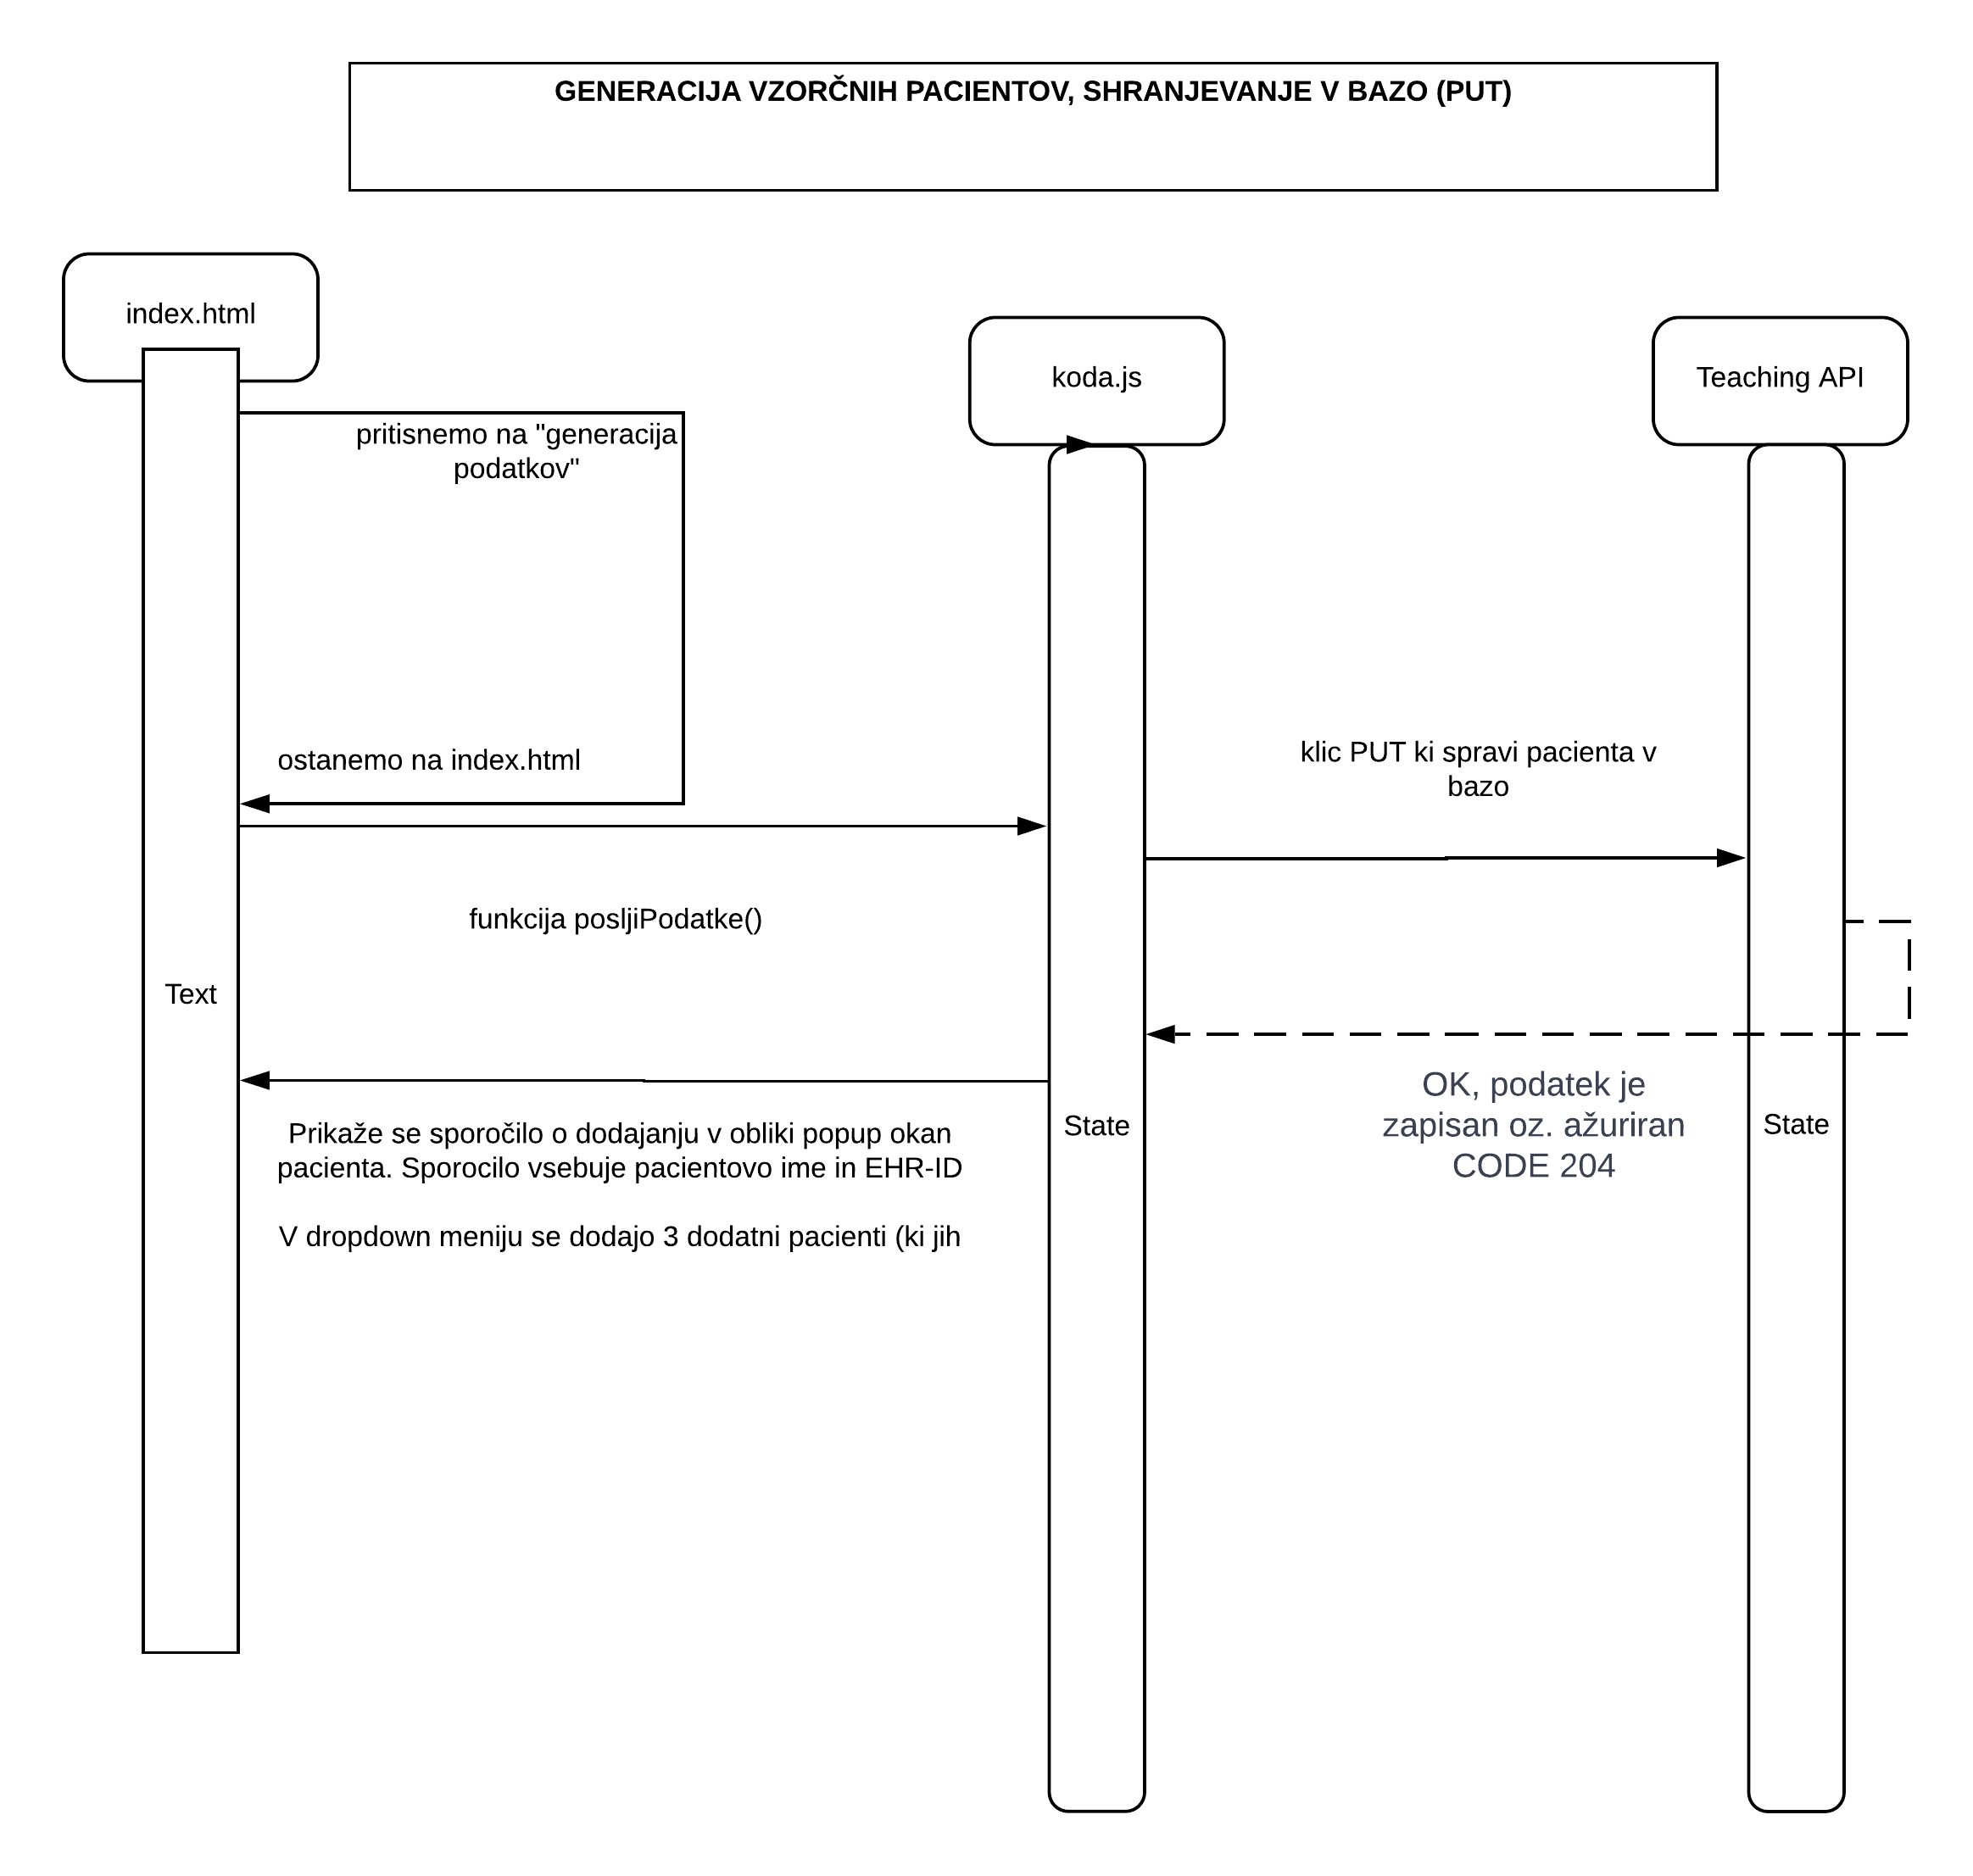 GENERACIJA VZORČNIH PACIENTOV, SHRANJEVANJE V BAZO (PUT)
index.html
koda.js
Teaching API
pritisnemo na "generacija
podatkov"
ostanemo na index.html
klic PUT ki spravi pacienta v
bazo
funkcija posljiPodatke()
Text
OK, podatek je
zapisan oz. ažuriran
CODE 204
State
State
Prikaže se sporočilo o dodajanju v obliki popup okan
pacienta. Sporocilo vsebuje pacientovo ime in EHR-ID
V dropdown meniju se dodajo 3 dodatni pacienti (ki jih